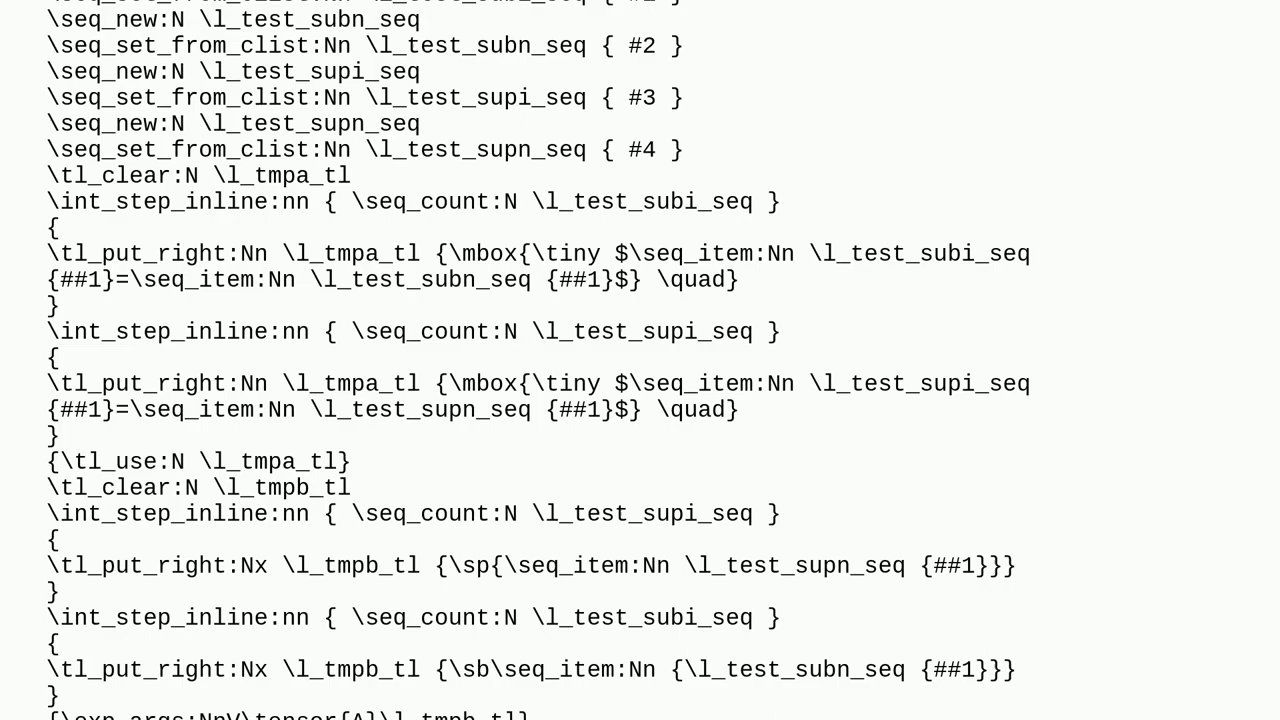 \seq_new:N \l_test_subn_seq
\seq_set_from_clist:Nn \l_test_subn_seq { #2 }
\seq_new:N \l_test_supi_seq
\seq_set_from_clist:Nn \l_test_supi_seq { #3 }
\seq_new:N \l_test_supn_seq
\seq_set_from_clist:Nn \l_test_supn_seq { #4 }
\tl_clear:N \l_tmpa_tl
\int_step_inline:nn { \seq_count:N \l_test_subi_seq }
{
\tl_put_right:Nn \l_tmpa_tl {\mbox{\tiny $\seq_item:Nn \l_test_subi_seq
{##1}=\seq_item:Nn \l_test_subn_seq {##1}$} \quad}
}
\int_step_inline:nn { \seq_count:N \l_test_supi_seq }
{
\tl_put_right:Nn \l_tmpa_tl {\mbox{\tiny $\seq_item:Nn \l_test_supi_seq
{##1}=\seq_item:Nn \l_test_supn_seq {##1}$} \quad}
}
{\tl_use:N \l_tmpa_tl}
\tl_clear:N \l_tmpb_tl
\int_step_inline:nn { \seq_count:N \l_test_supi_seq }
{
\tl_put_right:Nx \l_tmpb_tl {\sp{\seq_item:Nn \l_test_supn_seq {##1}}}
}
\int_step_inline:nn { \seq_count:N \l_test_subi_seq }
{
\tl_put_right:Nx \l_tmpb_tl {\sb\seq_item:Nn {\l_test_subn_seq {##1}}}
}